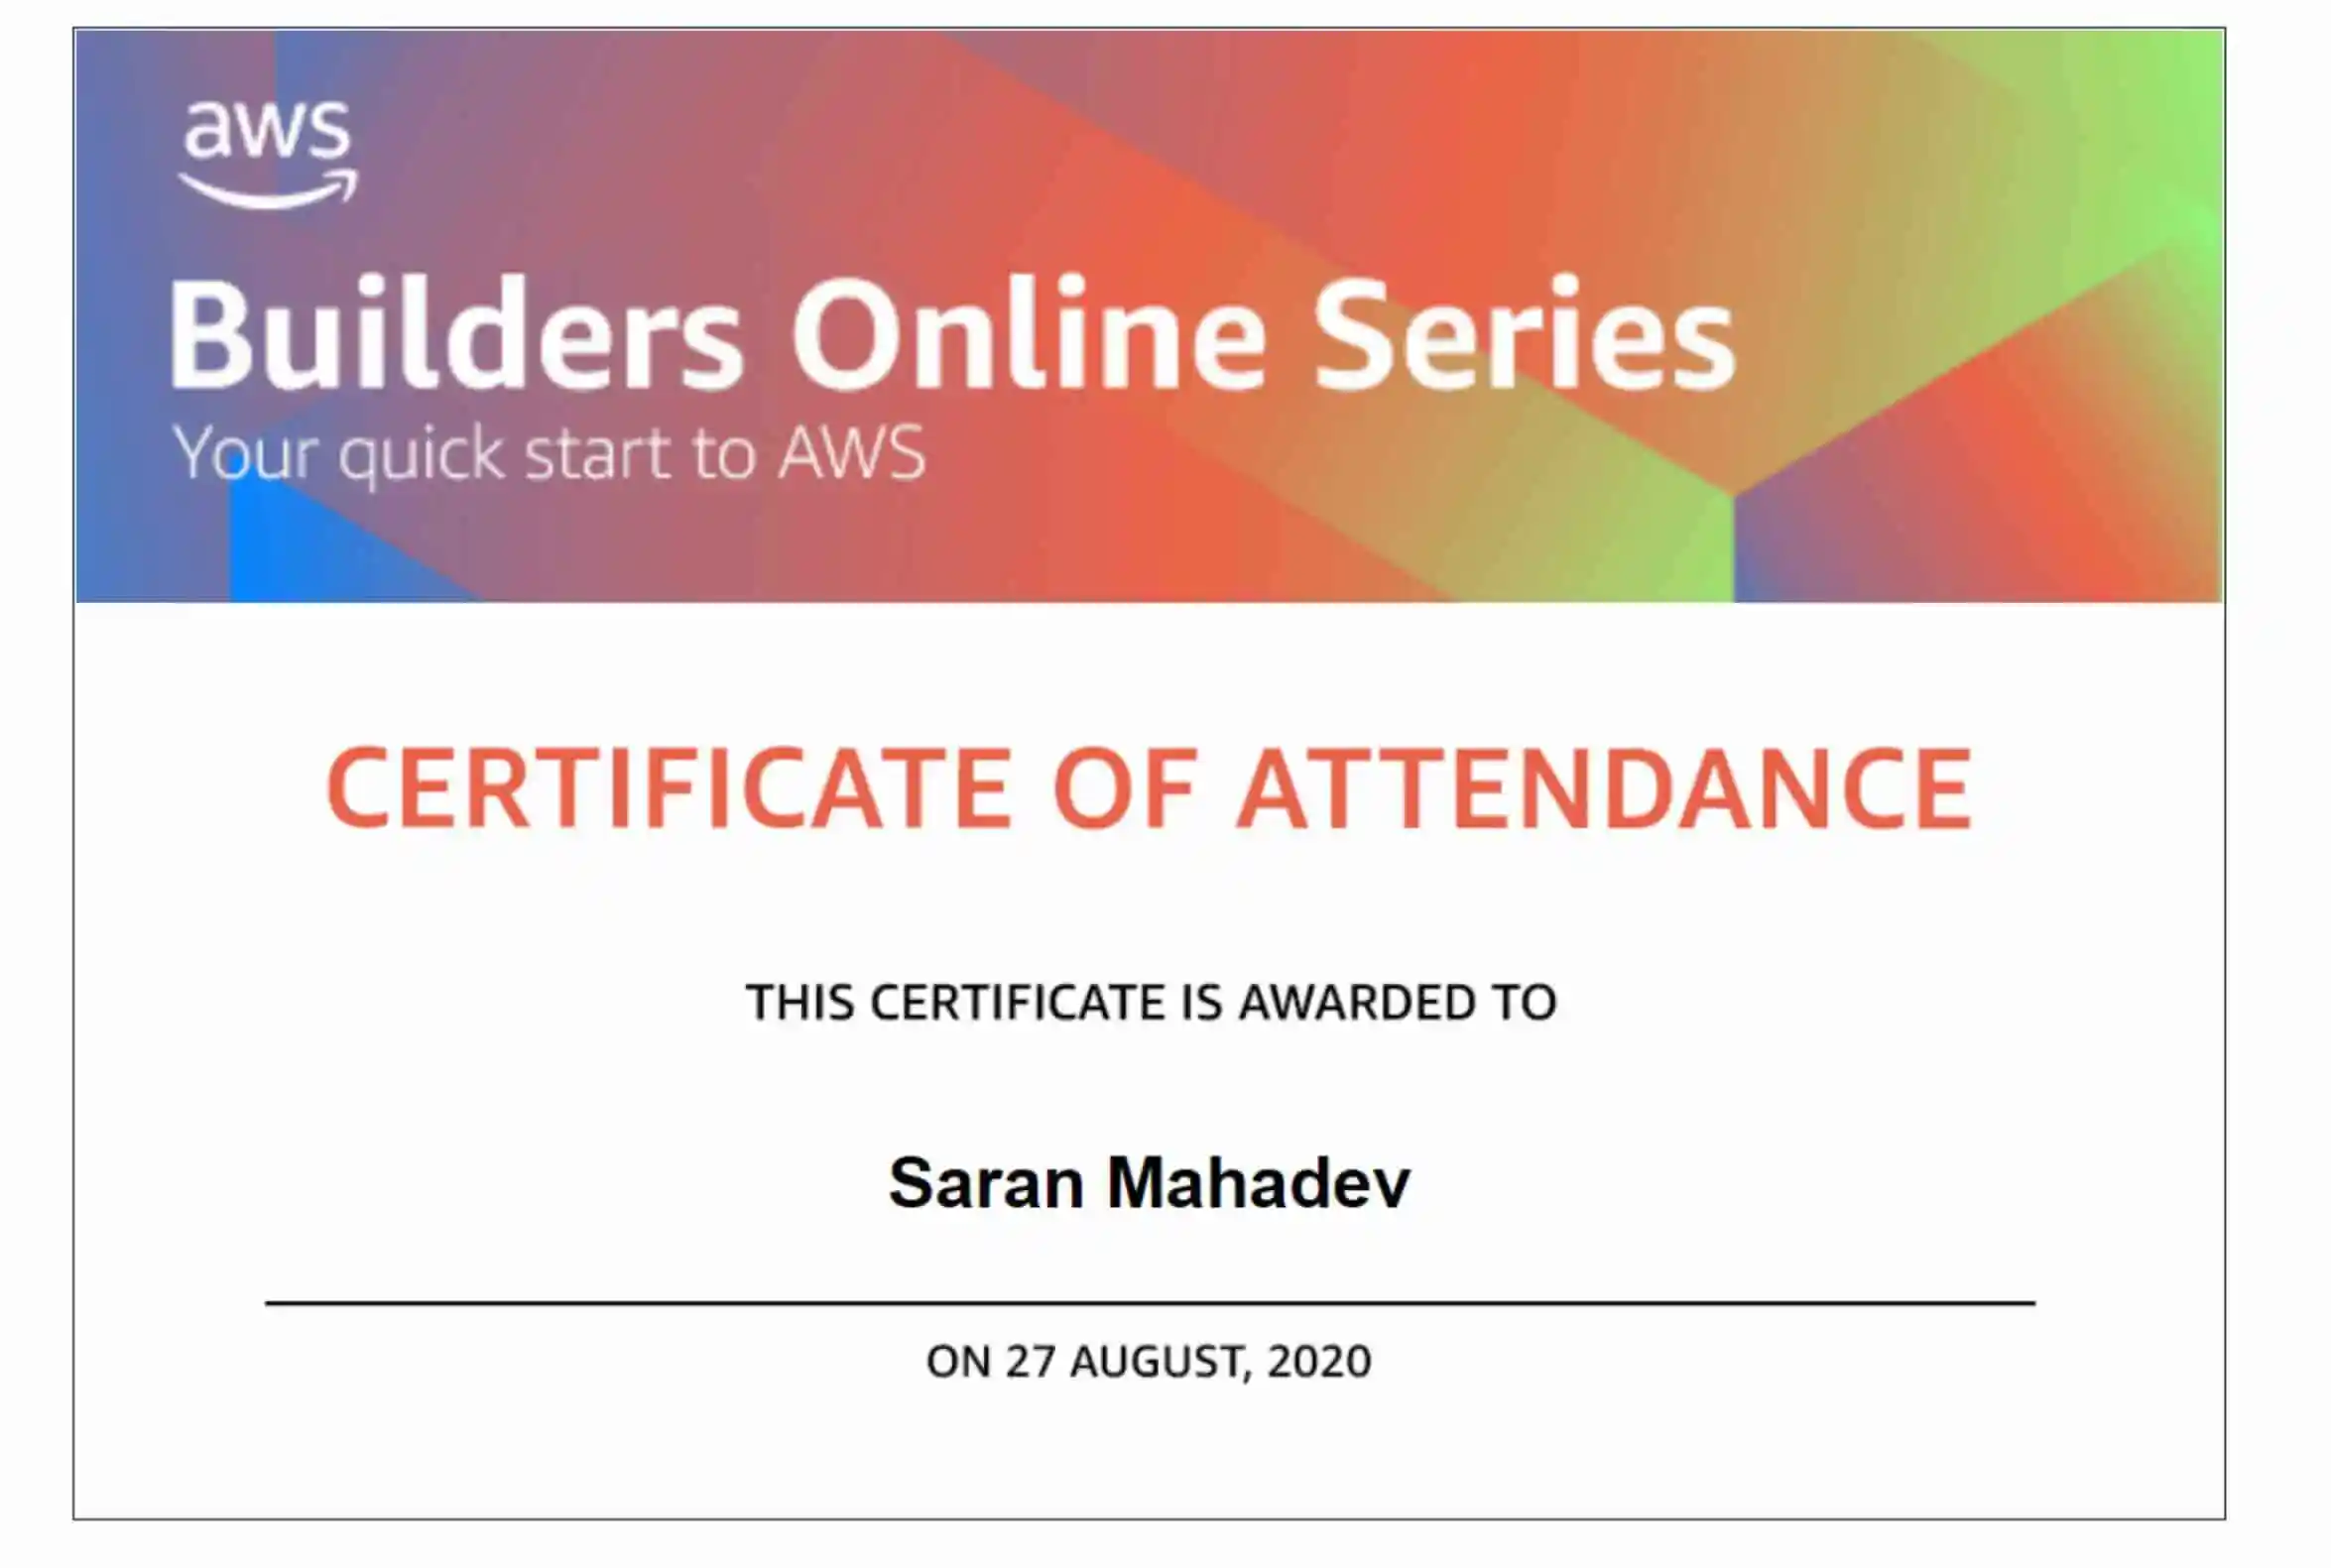 aws
Builders Online Series
Your quick start to AWS
CERTIFICATE OF ATTENDANCE
THIS CERTIFICATE IS AWARDED TO
Saran Mahadev
ON 27 AUGUST, 2020